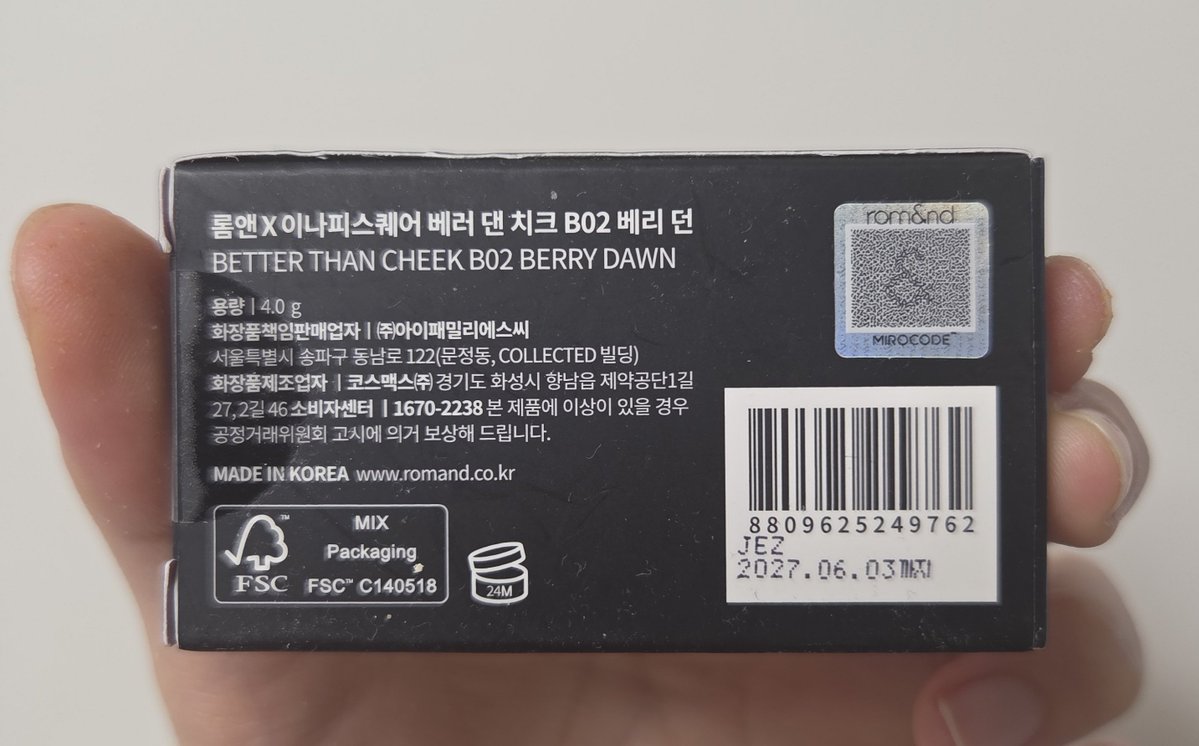 롬앤 X 이나피스퀘어 베러 댄 치크 B02 베리 던
BETTER THAN CHEEK B02 BERRY DAWN
용량 | 4.0 g
화장품책임판매업자 | ㈜아이패밀리에스씨
서울특별시 송파구 동남로 122(문정동, COLLECTED 빌딩)
화장품제조업자 | 코스맥스㈜ 경기도 화성시 향남읍 제약공단1길
27,2길 46 소비자센터 | 1670-2238 본 제품에 이상이 있을 경우
공정거래위원회 고시에 의거 보상해 드립니다.
MADE IN KOREA www.romand.co.kr
FSC™
MIX
Packaging
FSC™ C140518
24M
rom&nd
MIROCODE
8809625249762
JEZ
2027.06.03까지